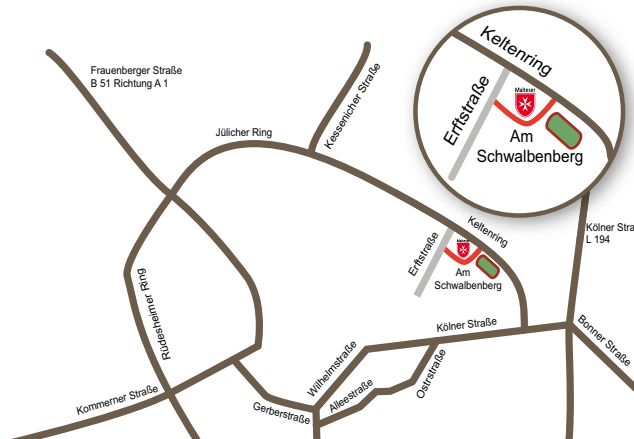 Keltenring
Frauenberger Straße
B 51 Richtung A 1
Kessenicher Straße
Malteser
Erftstraße
Am
Schwalbenberg
Jülicher Ring
Keltenring
Kölner Stra
L 194
Erftstraße
Am
Schwalbenberg
Rüdesheimer Ring
Kölner Straße
Bonner Straße
Wilhelmstraße
Oststraße
Alleestraße
Kommerner Straße
Gerberstraße